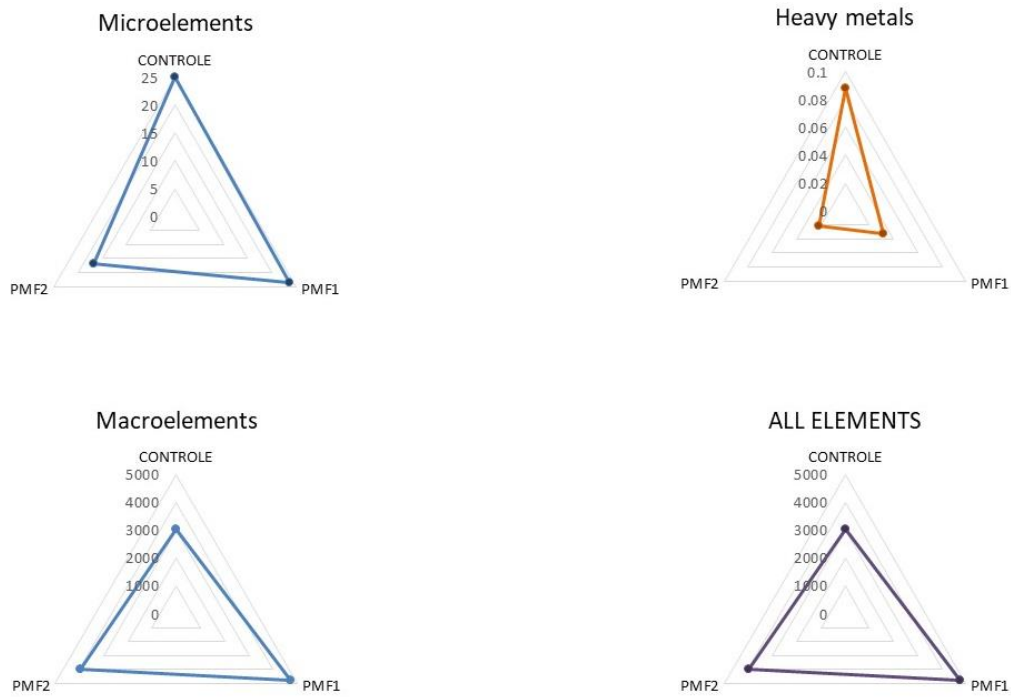 Microelements
CONTROLE
25
20
15
10
5
0
PMF2
PMF1
Heavy metals
CONTROLE
0.1
0.08
0.06
0.04
0.02
0
PMF2
PMF1
Macroelements
CONTROLE
5000
4000
3000
2000
1000
0
PMF2
PMF1
ALL ELEMENTS
CONTROLE
5000
4000
3000
2000
1000
0
PMF2
PMF1